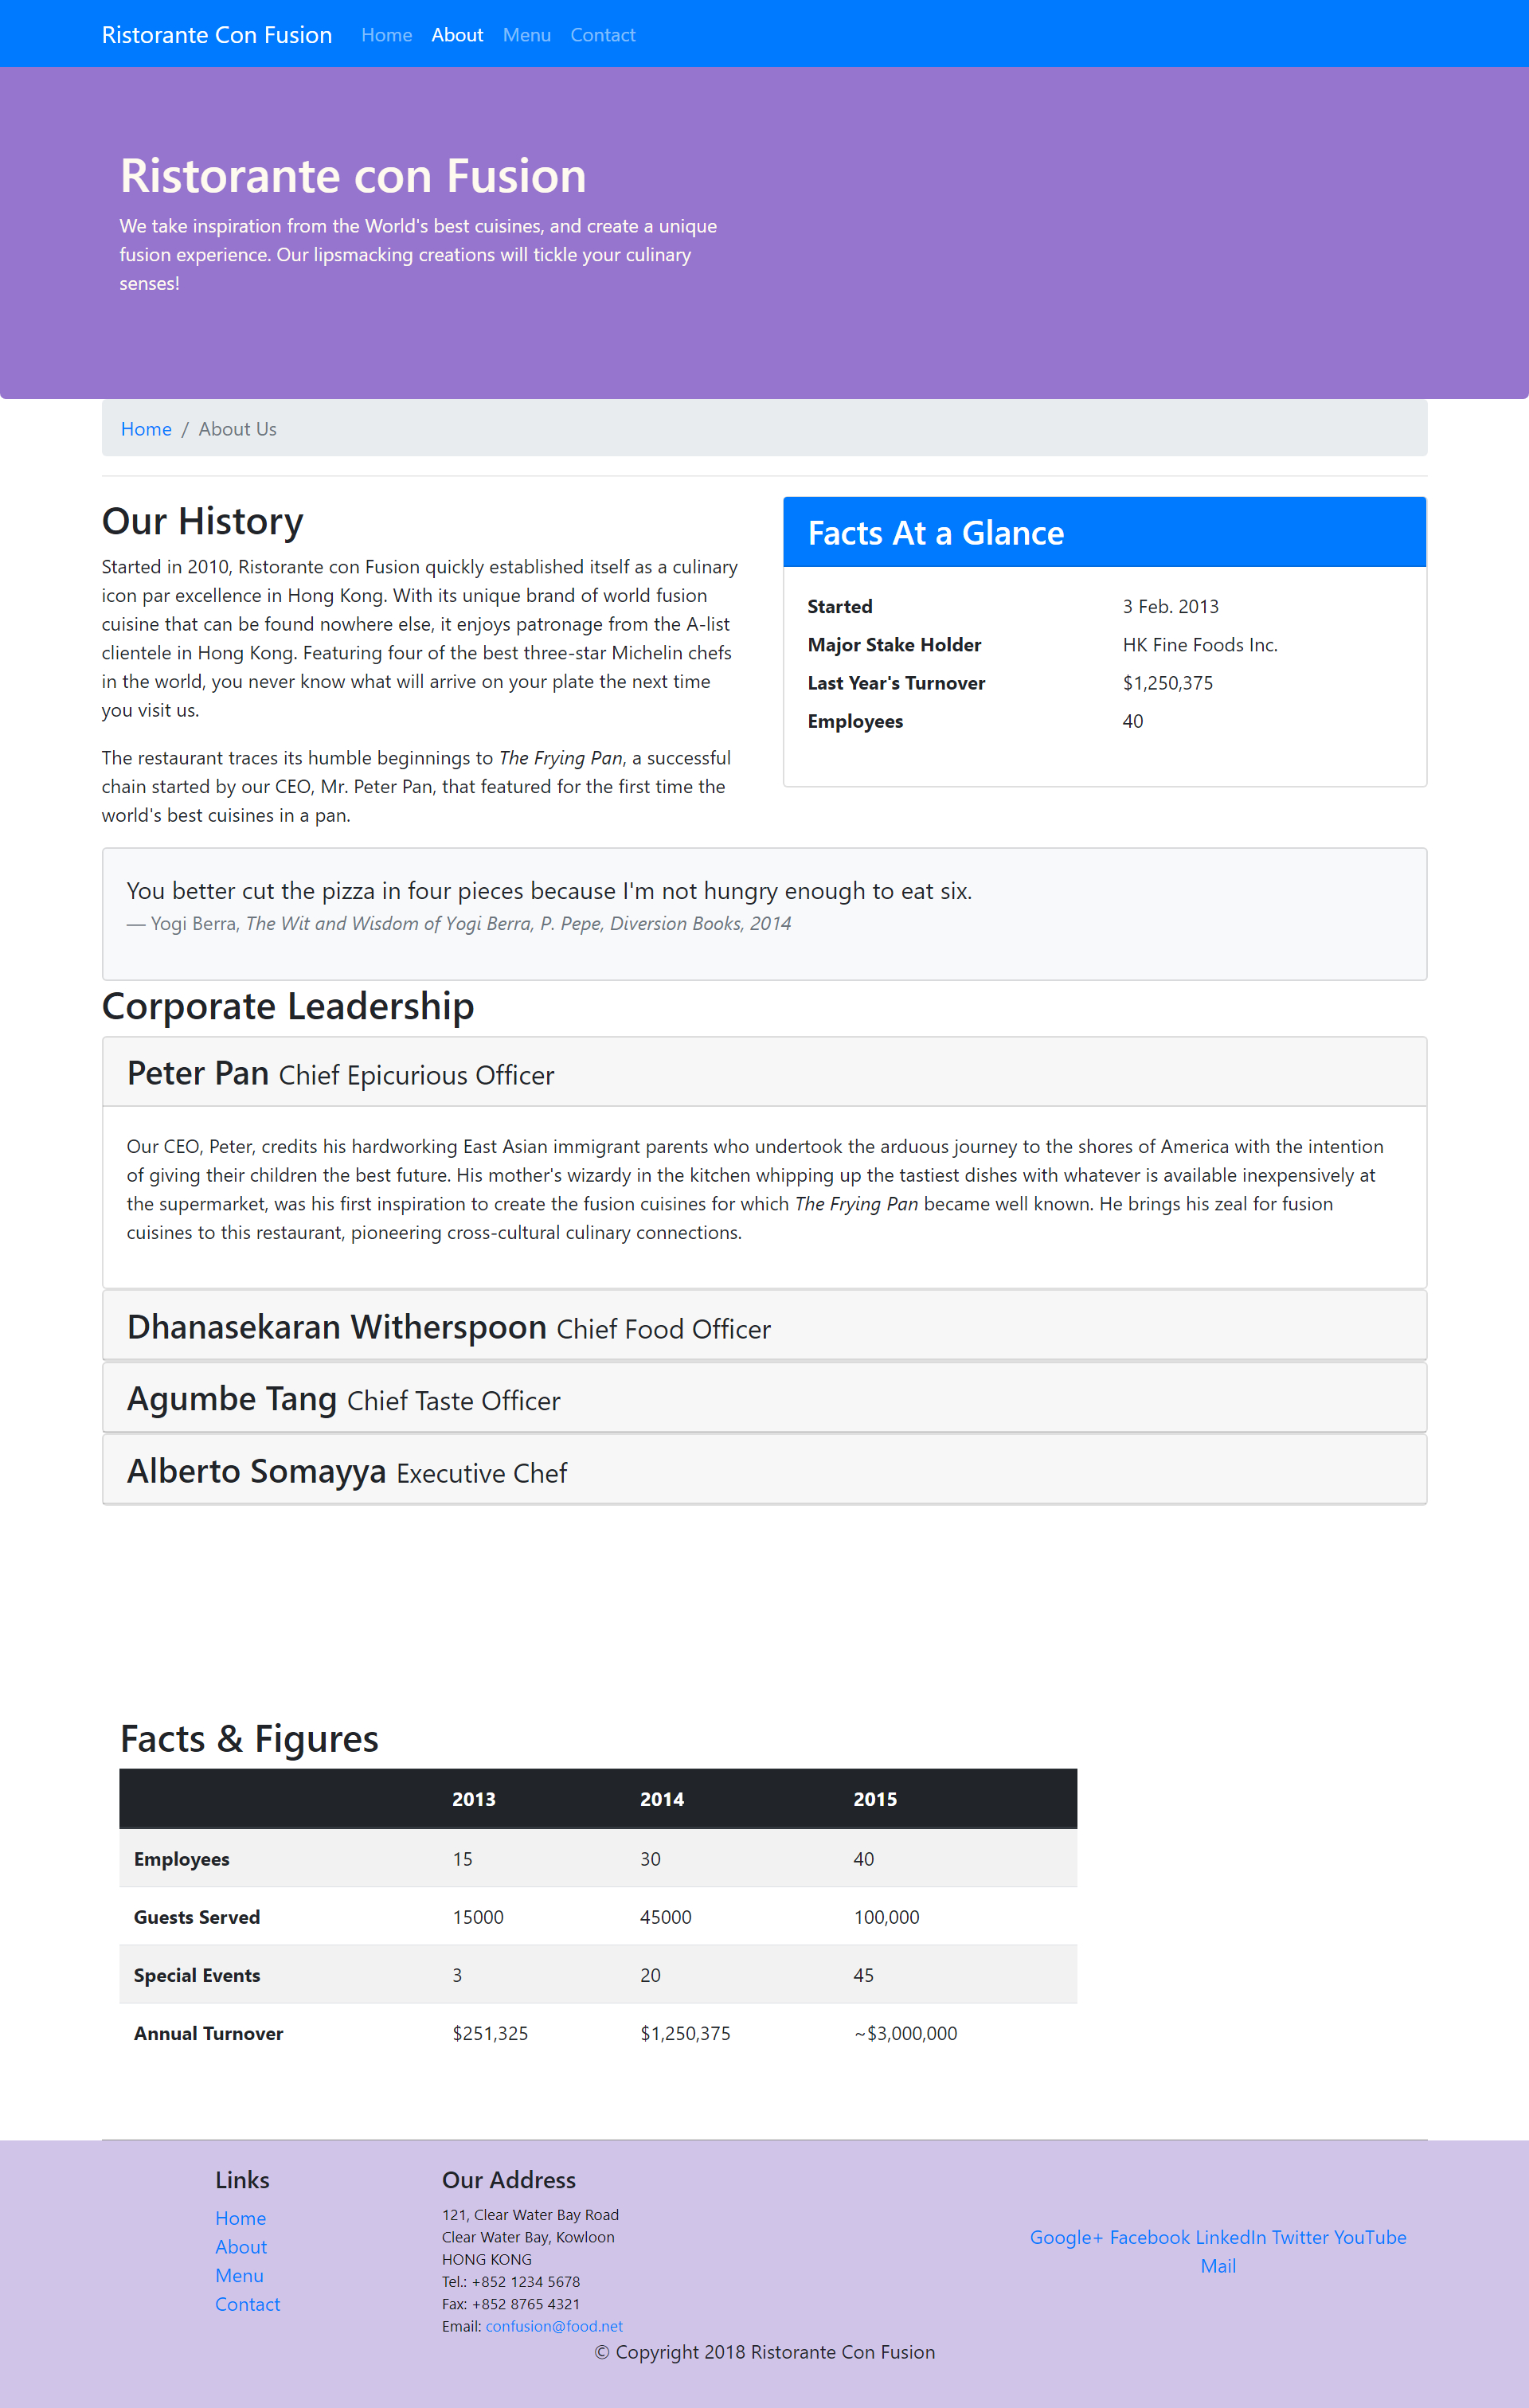 Ristorante Con Fusion Home About Menu Contact
Ristorante con Fusion
We take inspiration from the World's best cuisines, and create a unique
fusion experience. Our lipsmacking creations will tickle your culinary
senses!
Home / About Us
Our History
Started in 2010, Ristorante con Fusion quickly established itself as a culinary
icon par excellence in Hong Kong. With its unique brand of world fusion
cuisine that can be found nowhere else, it enjoys patronage from the A-list
clientele in Hong Kong. Featuring four of the best three-star Michelin chefs
in the world, you never know what will arrive on your plate the next time
you visit us.
The restaurant traces its humble beginnings to The Frying Pan, a successful
chain started by our CEO, Mr. Peter Pan, that featured for the first time the
world's best cuisines in a pan.
Facts At a Glance
Started 3 Feb. 2013
Major Stake Holder HK Fine Foods Inc.
Last Year's Turnover $1,250,375
Employees 40
You better cut the pizza in four pieces because I'm not hungry enough to eat six.
— Yogi Berra, The Wit and Wisdom of Yogi Berra, P. Pepe, Diversion Books, 2014
Corporate Leadership
Peter Pan Chief Epicurious Officer
Our CEO, Peter, credits his hardworking East Asian immigrant parents who undertook the arduous journey to the shores of America with the intention
of giving their children the best future. His mother's wizardy in the kitchen whipping up the tastiest dishes with whatever is available inexpensively at
the supermarket, was his first inspiration to create the fusion cuisines for which The Frying Pan became well known. He brings his zeal for fusion
cuisines to this restaurant, pioneering cross-cultural culinary connections.
Dhanasekaran Witherspoon Chief Food Officer
Agumbe Tang Chief Taste Officer
Alberto Somayya Executive Chef
Facts & Figures
2013 2014 2015
Employees 15 30 40
Guests Served 15000 45000 100,000
Special Events 3 20 45
Annual Turnover $251,325 $1,250,375 ~$3,000,000
Links
Home
About
Menu
Contact
Our Address
121, Clear Water Bay Road
Clear Water Bay, Kowloon
HONG KONG
Tel.: +852 1234 5678
Fax: +852 8765 4321
Email: confusion@food.net
Google+ Facebook LinkedIn Twitter YouTube
Mail
© Copyright 2018 Ristorante Con Fusion